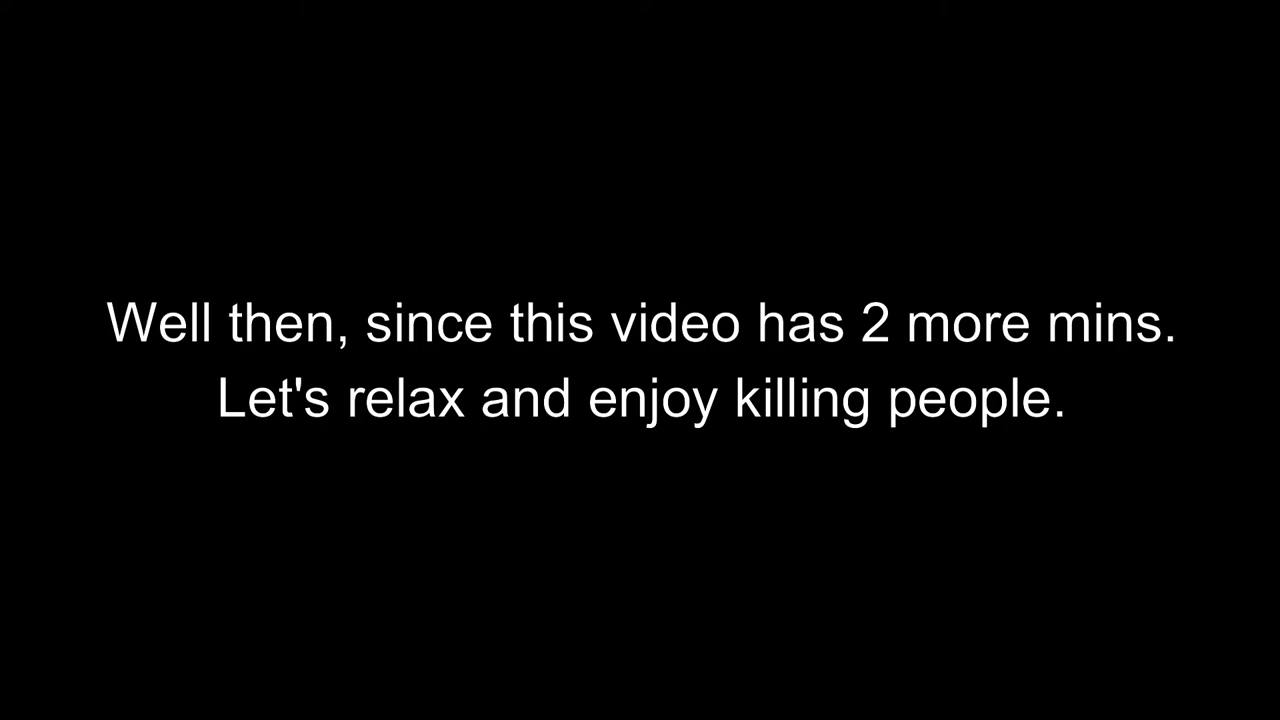 Well then, since this video has 2 more mins.
Let's relax and enjoy killing people.